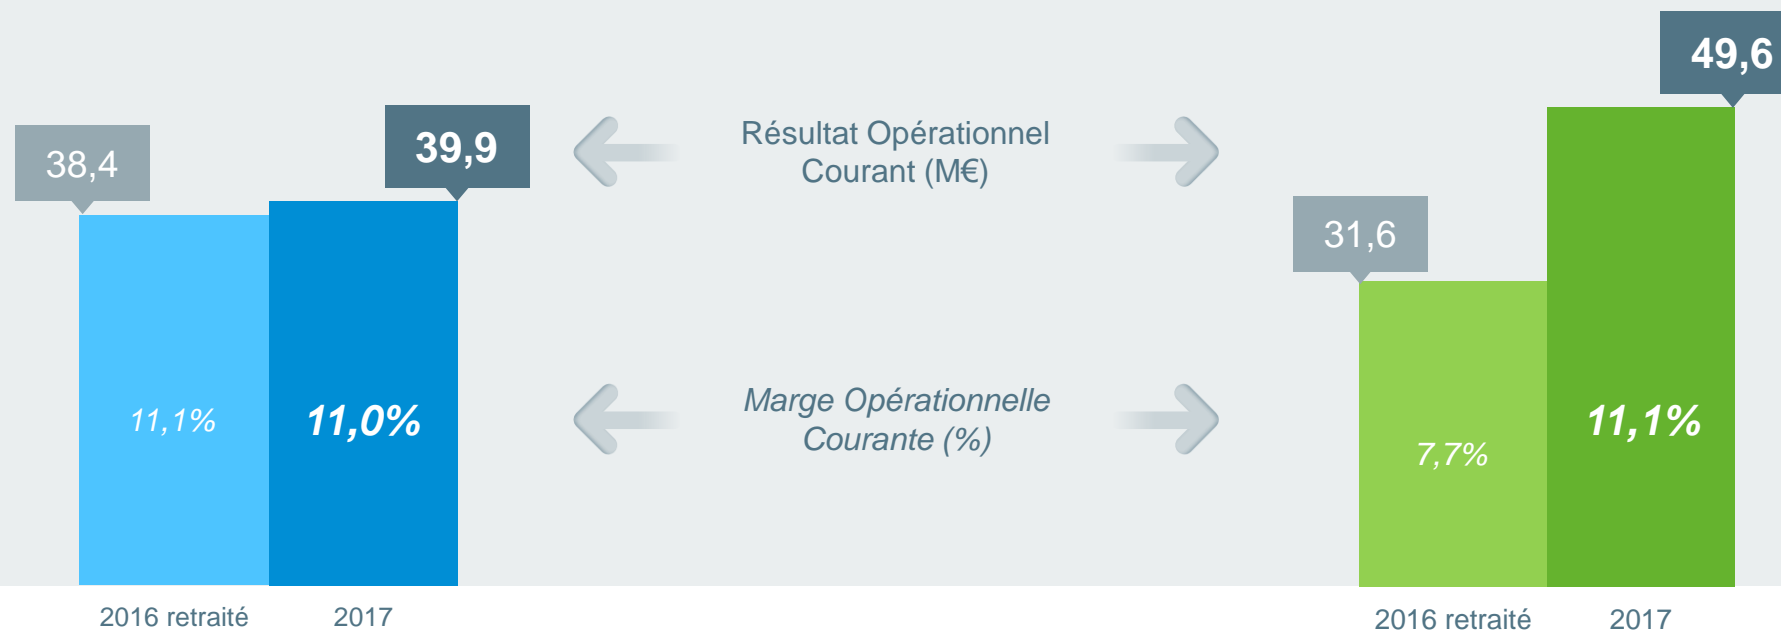 49,6
38,4
39,9
Résultat Opérationnel
Courant (M€)
31,6
11,1%
11,0%
Marge Opérationnelle
Courante (%)
7,7%
11,1%
2016 retraité
2017
2016 retraité
2017